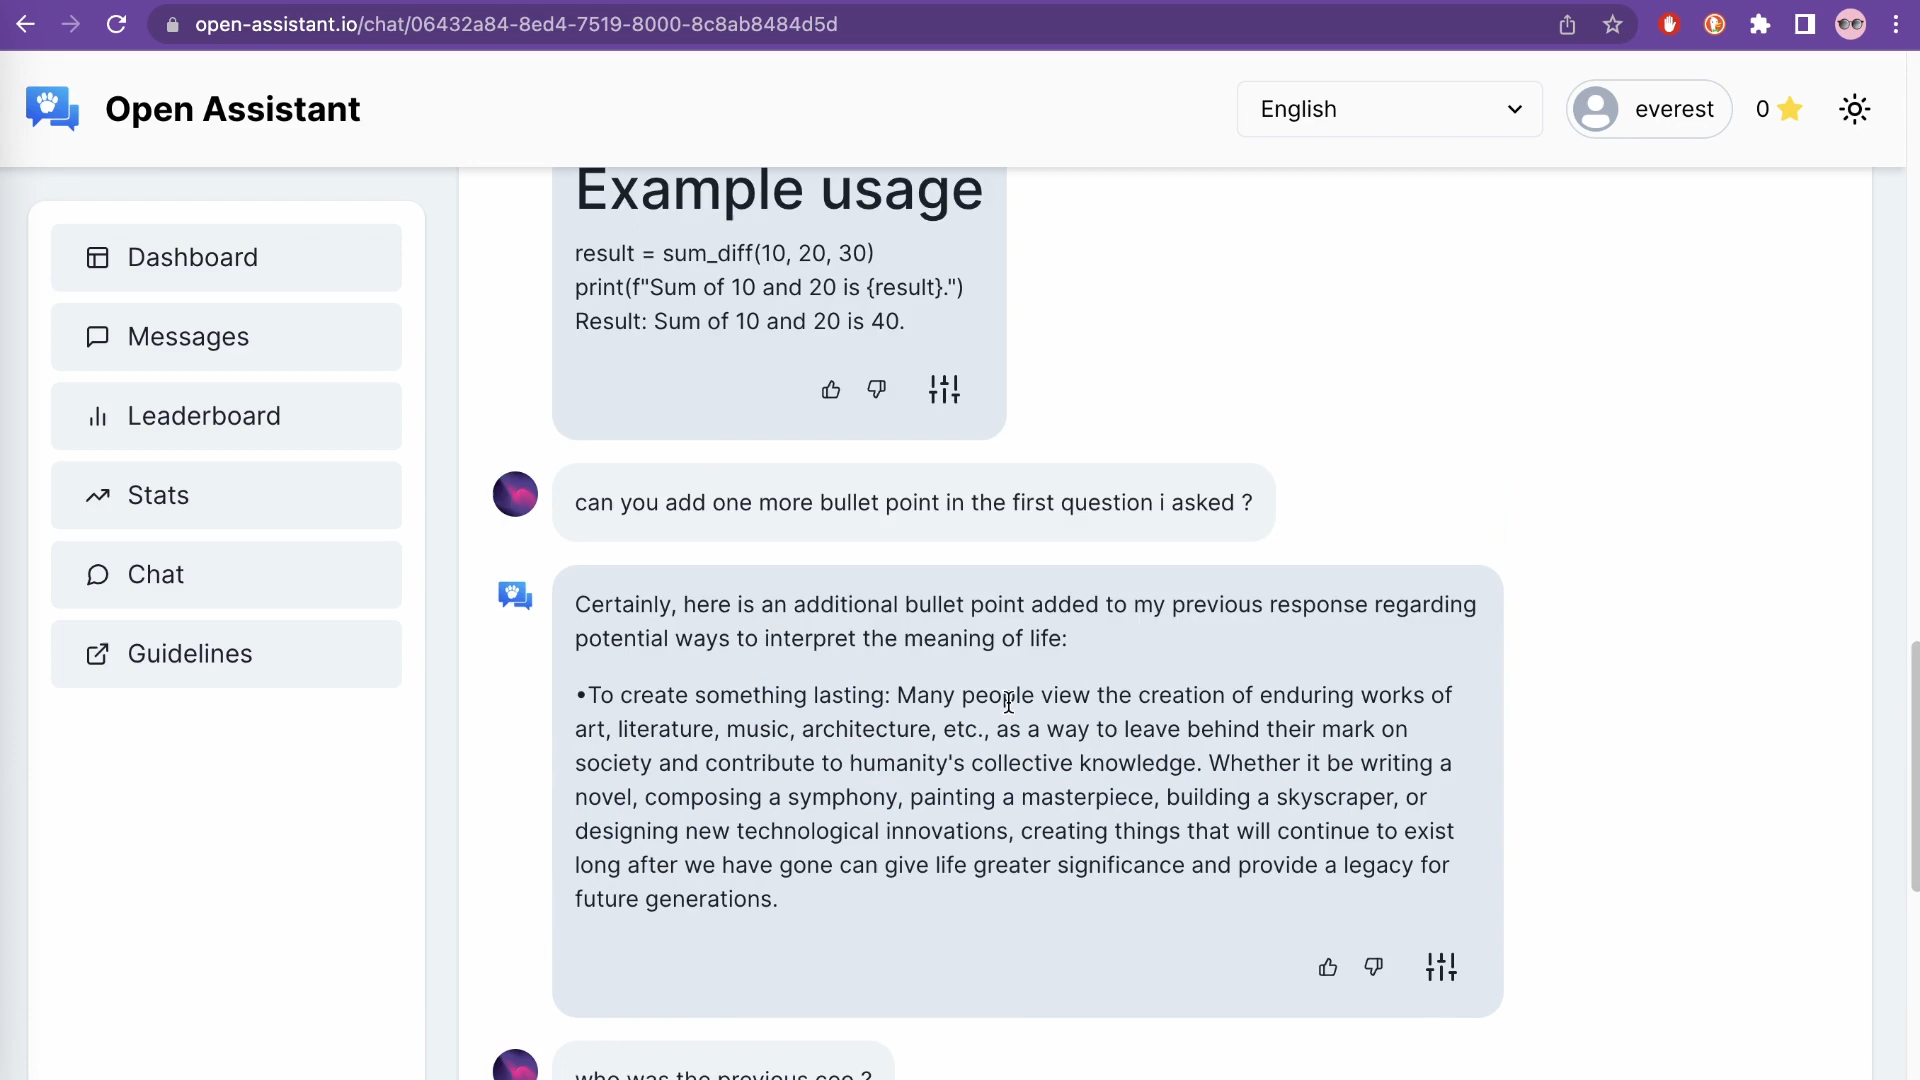 open-assistant.io/chat/06432a84-8ed4-7519-8000-8c8ab8484d5d
Open Assistant
English
everest
0
Dashboard
Messages
Leaderboard
Stats
Chat
Guidelines
Example usage
result = sum_diff(10, 20, 30)
print(f"Sum of 10 and 20 is {result}.")
Result: Sum of 10 and 20 is 40.
can you add one more bullet point in the first question i asked ?
Certainly, here is an additional bullet point added to my previous response regarding
potential ways to interpret the meaning of life:
•To create something lasting: Many people view the creation of enduring works of
art, literature, music, architecture, etc., as a way to leave behind their mark on
society and contribute to humanity's collective knowledge. Whether it be writing a
novel, composing a symphony, painting a masterpiece, building a skyscraper, or
designing new technological innovations, creating things that will continue to exist
long after we have gone can give life greater significance and provide a legacy for
future generations.
who was the previous ceo ?